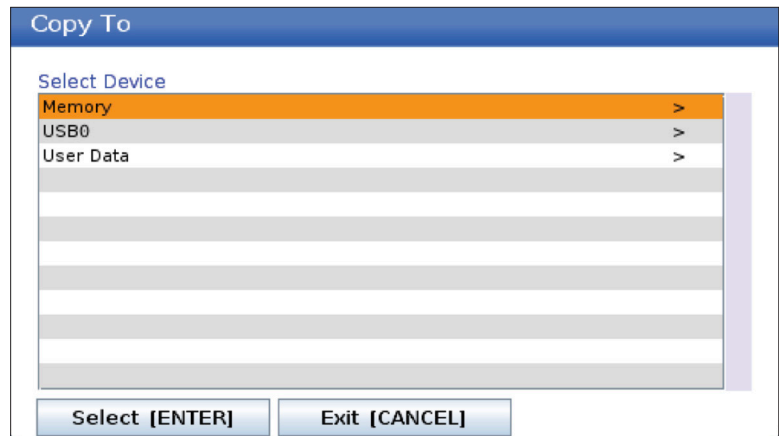 Copy To
Select Device
Memory >
USB0 >
User Data >
Select [ENTER] Exit [CANCEL]